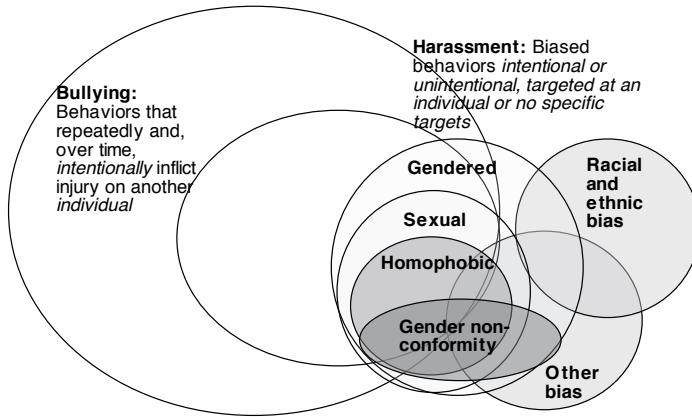 Bullying:
Behaviors that
repeatedly and,
over time,
intentionally inflict
injury on another
individual
Harassment: Biased
behaviors intentional or
unintentional, targeted at an
individual or no specific
targets
Gendered
Sexual
Homophobic
Gender non-
conformity
Racial
and
ethnic
bias
Other
bias